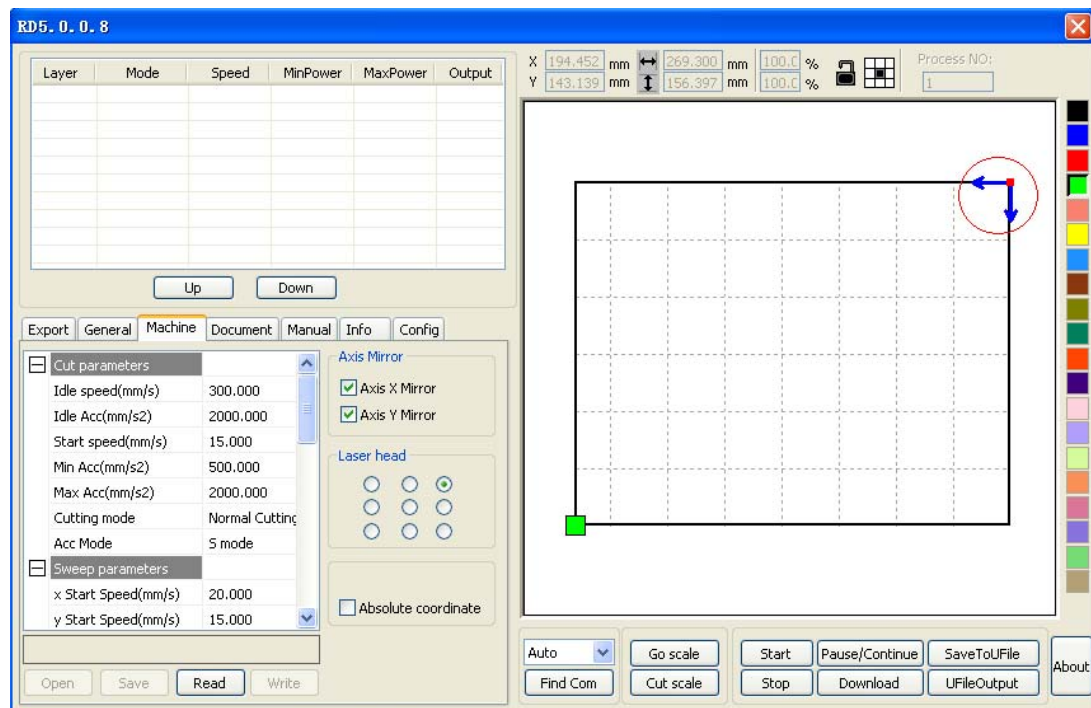 RD5.0.0.8
Layer Mode Speed MinPower MaxPower Output
Up Down
X 194.452 mm 269.300 mm 100.0 % Process NO:
Y 143.139 mm 156.397 mm 100.0 % 1
Export General Machine Document Manual Info Config
Cut parameters
Idle speed(mm/s) 300.000
Idle Acc(mm/s2) 2000.000
Start speed(mm/s) 15.000
Min Acc(mm/s2) 500.000
Max Acc(mm/s2) 2000.000
Cutting mode Normal Cutting
Acc Mode S mode
Sweep parameters
x Start Speed(mm/s) 20.000
y Start Speed(mm/s) 15.000
Axis Mirror
Axis X Mirror
Axis Y Mirror
Laser head
Absolute coordinate
Open Save Read Write
Auto Go scale Start Pause/Continue SaveToUFile
Find Com Cut scale Stop Download UFileOutput
About